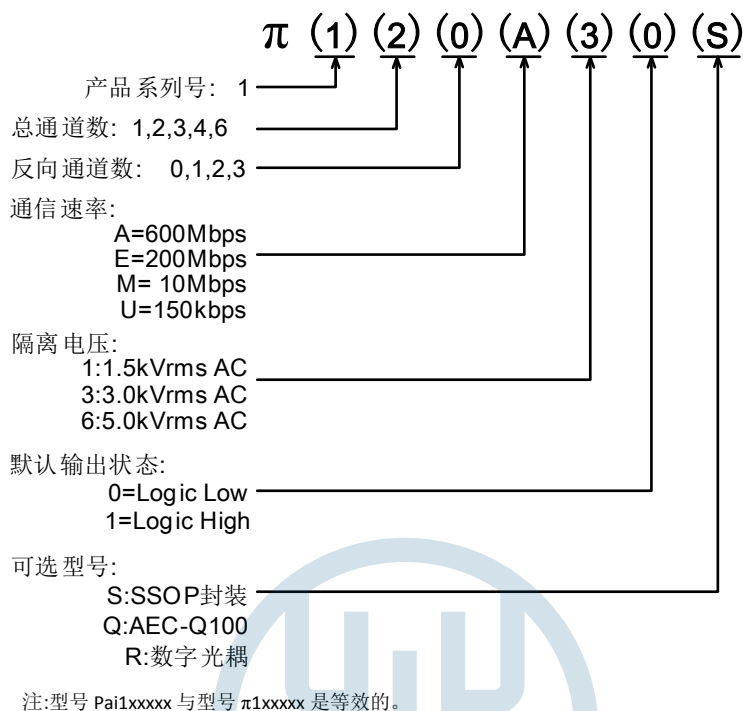 π (1) (2) (0) (A) (3) (0) (S)
产品系列号: 1
总通道数: 1,2,3,4,6
反向通道数: 0,1,2,3
通信速率:
A=600Mbps
E=200Mbps
M= 10Mbps
U=150kbps
隔离电压:
1:1.5kVrms AC
3:3.0kVrms AC
6:5.0kVrms AC
默认输出状态:
0=Logic Low
1=Logic High
可选型号:
S:SSOP封装
Q:AEC-Q100
R:数字光耦
注:型号 Pai1xxxxx 与型号 π1xxxxx 是等效的。